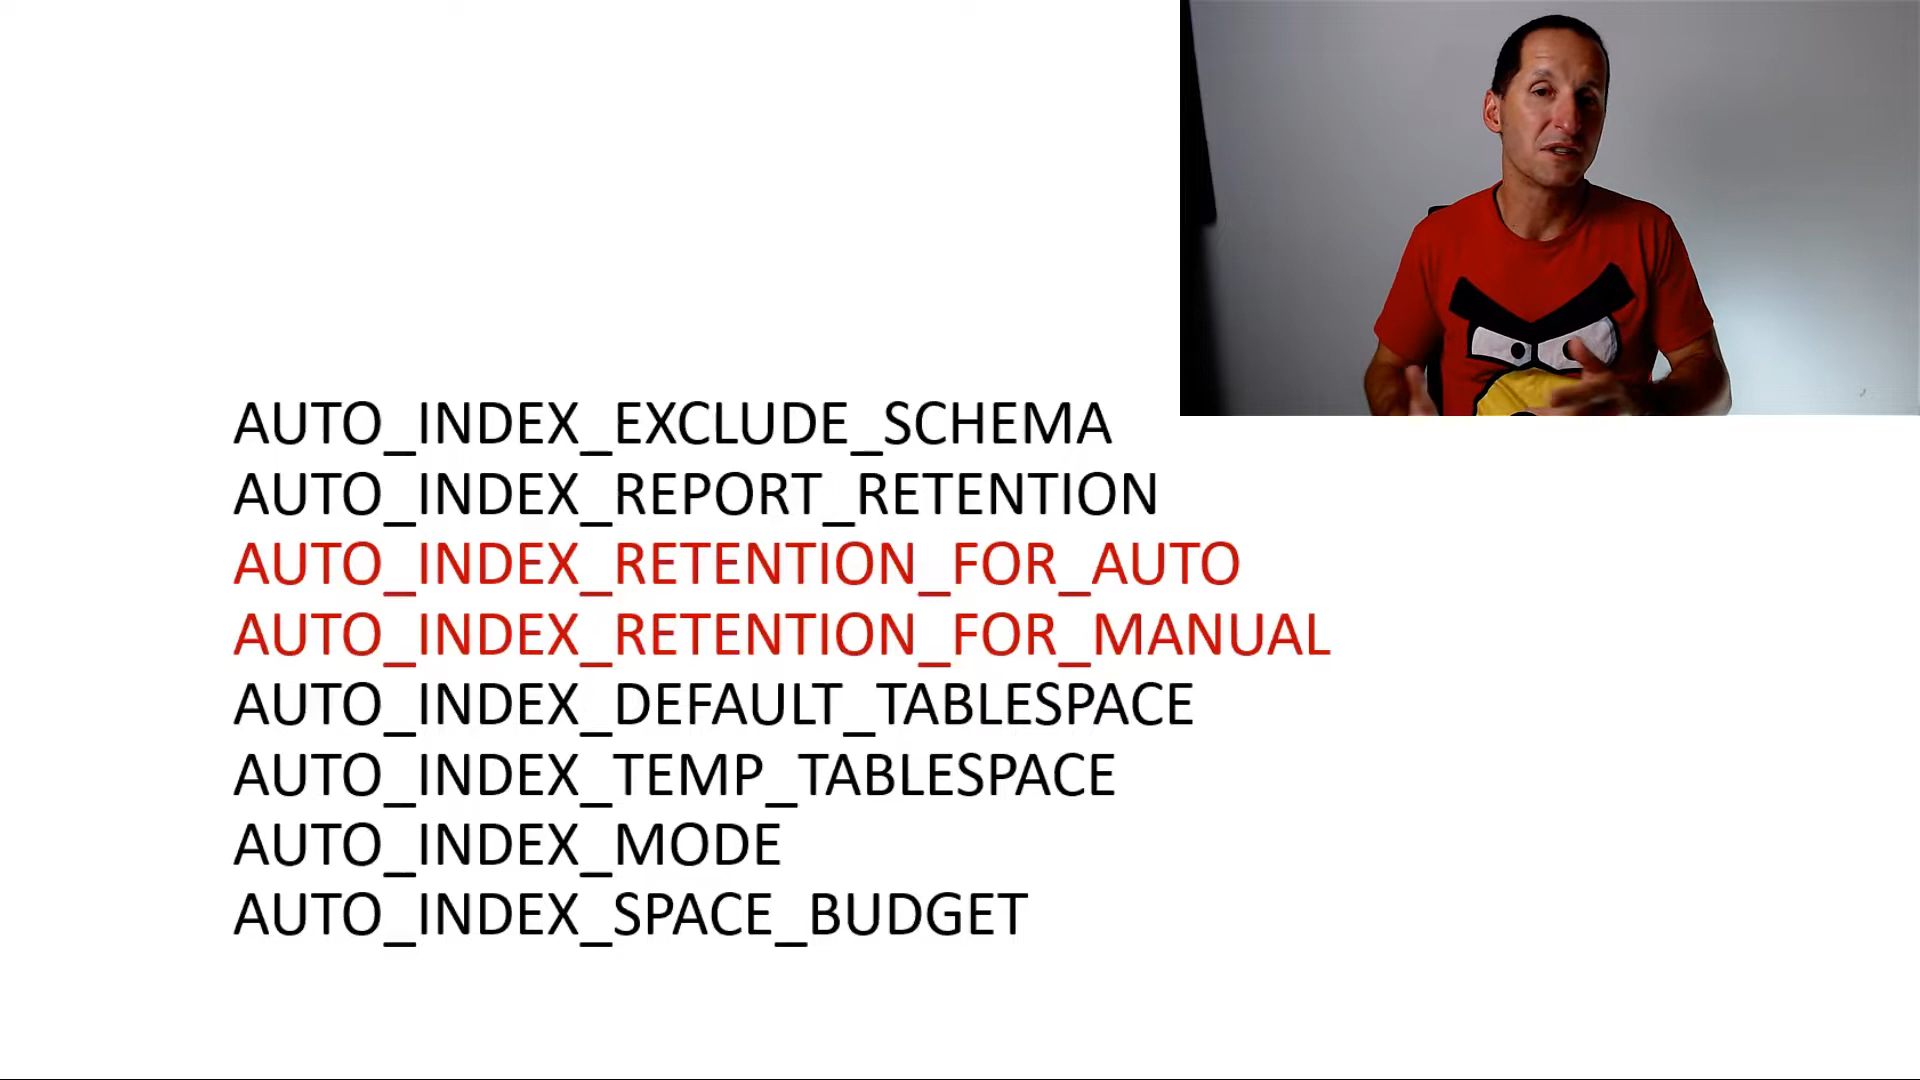 AUTO_INDEX_EXCLUDE_SCHEMA
AUTO_INDEX_REPORT_RETENTION
AUTO_INDEX_RETENTION_FOR_AUTO
AUTO_INDEX_RETENTION_FOR_MANUAL
AUTO_INDEX_DEFAULT_TABLESPACE
AUTO_INDEX_TEMP_TABLESPACE
AUTO_INDEX_MODE
AUTO_INDEX_SPACE_BUDGET